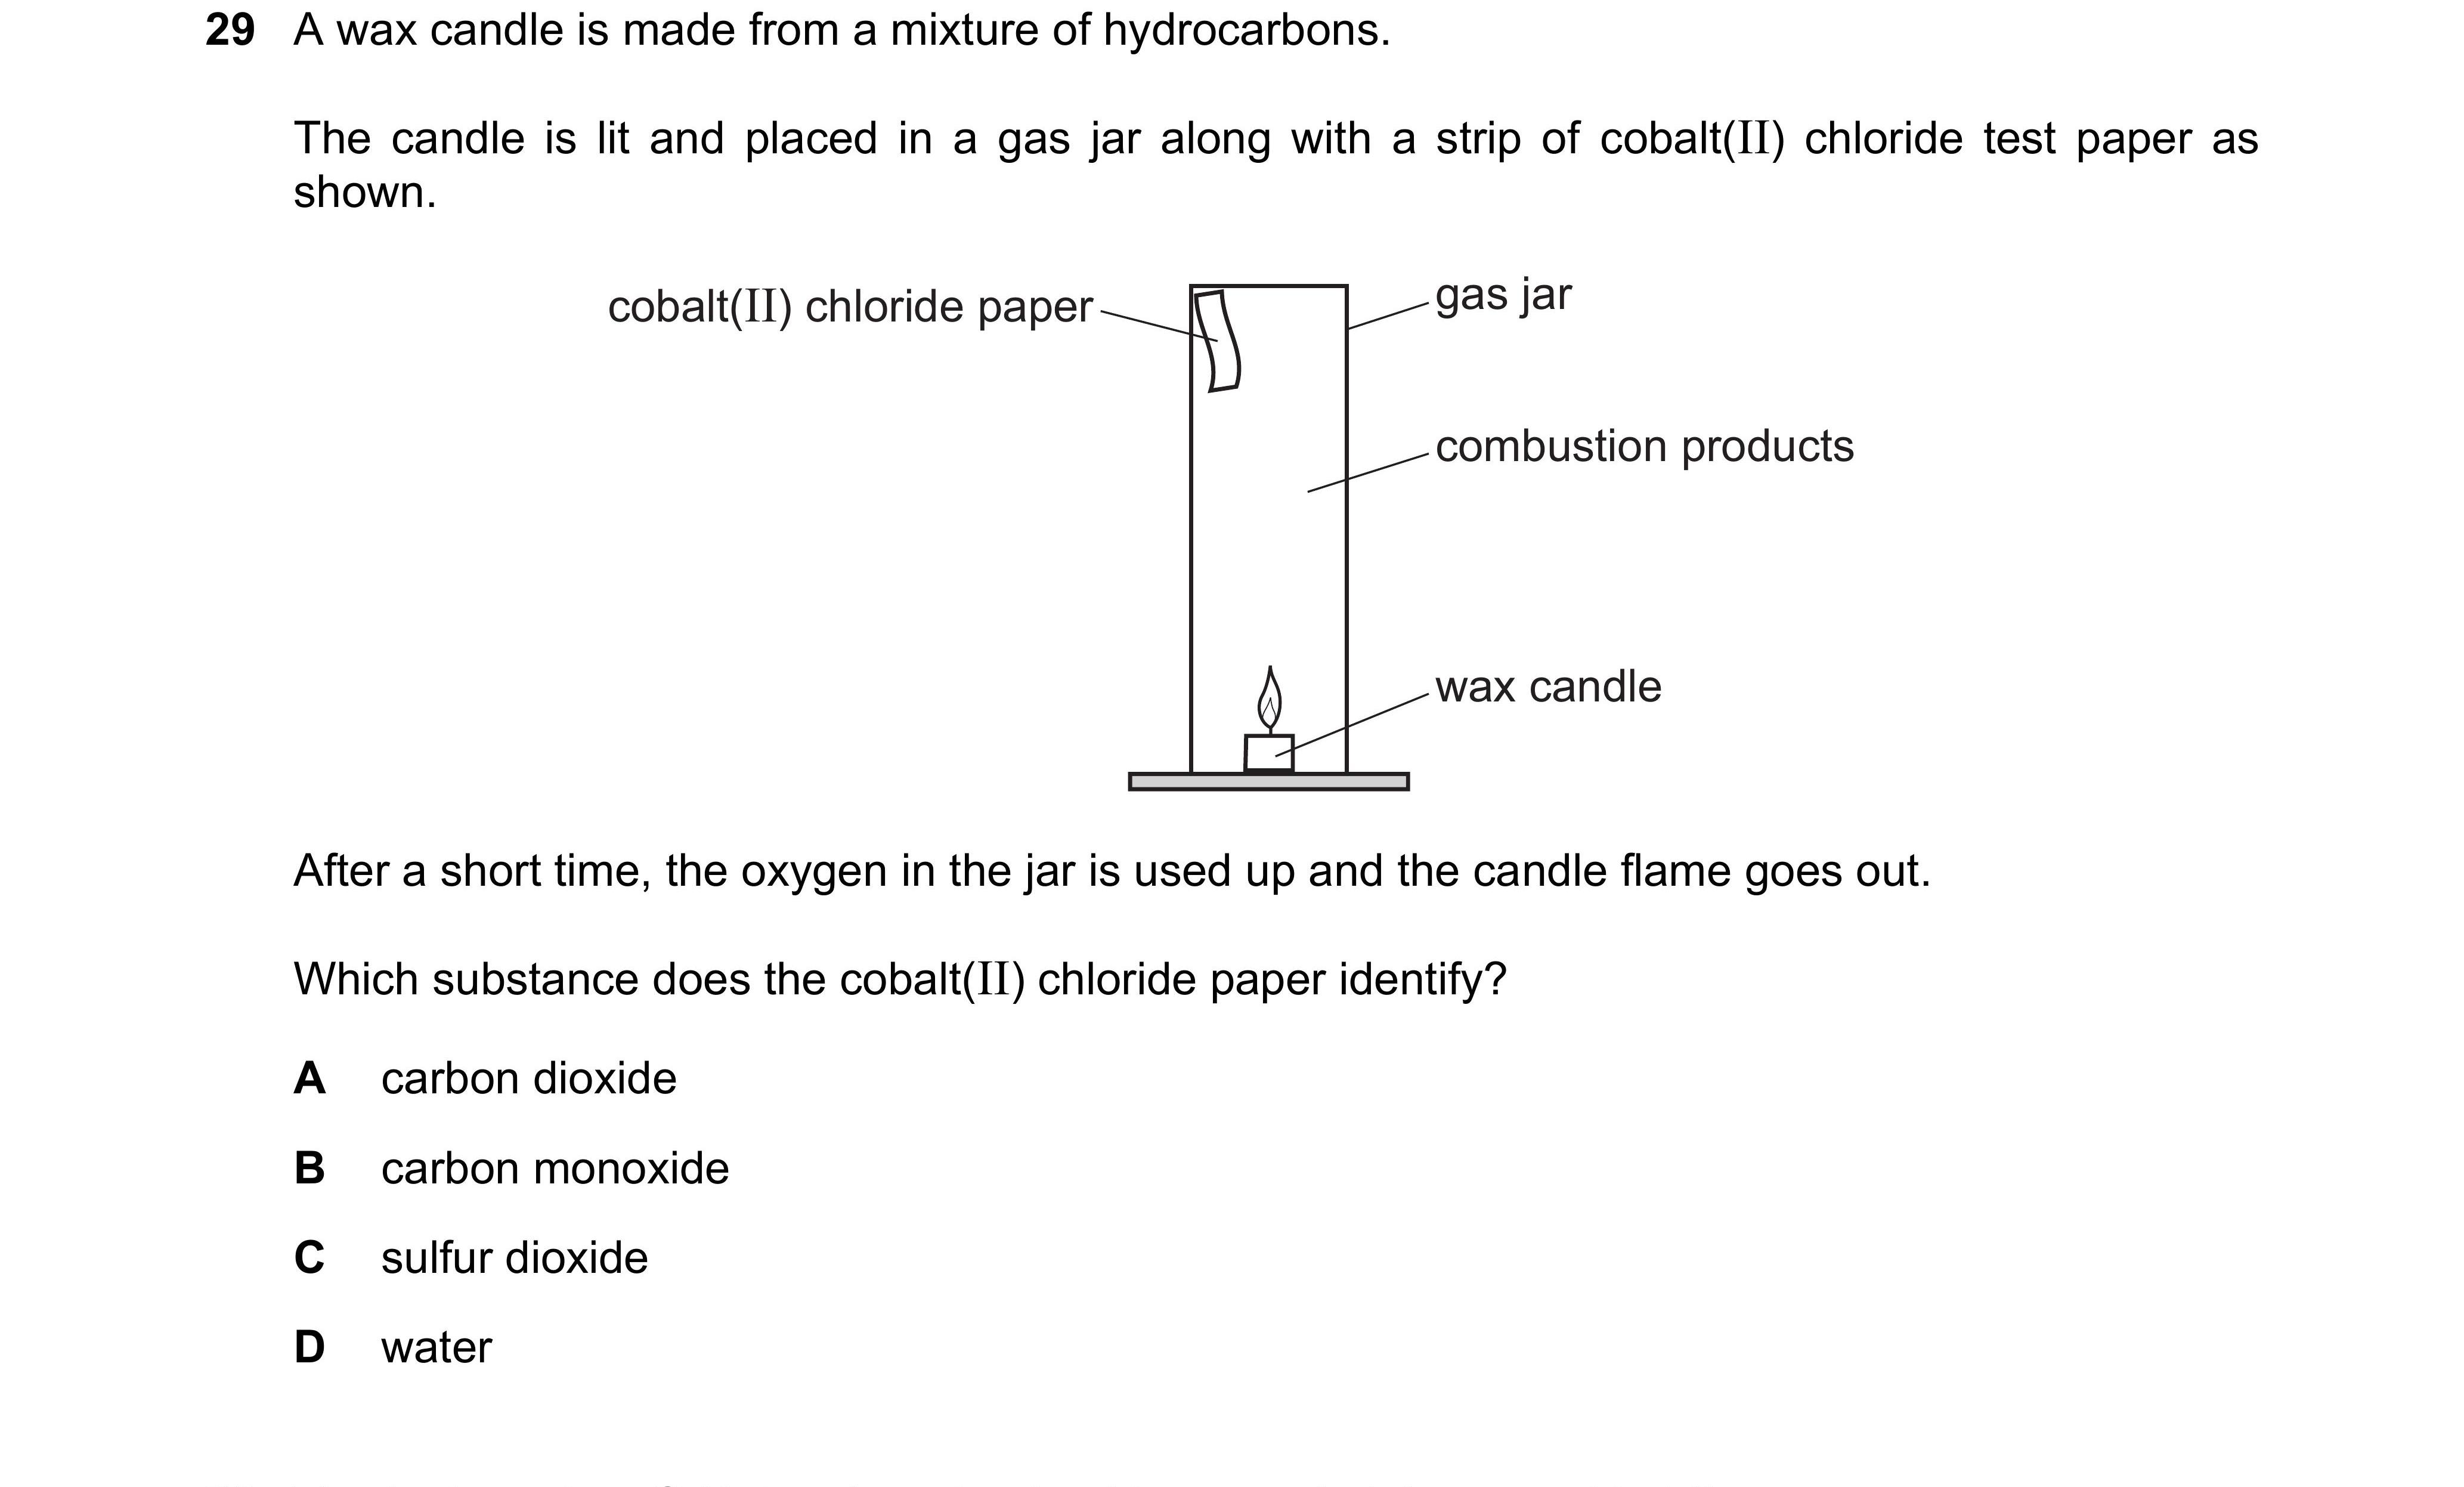 29 A wax candle is made from a mixture of hydrocarbons.
The candle is lit and placed in a gas jar along with a strip of cobalt(II) chloride test paper as
shown.
cobalt(II) chloride paper
gas jar
combustion products
wax candle
After a short time, the oxygen in the jar is used up and the candle flame goes out.
Which substance does the cobalt(II) chloride paper identify?
A carbon dioxide
B carbon monoxide
C sulfur dioxide
D water